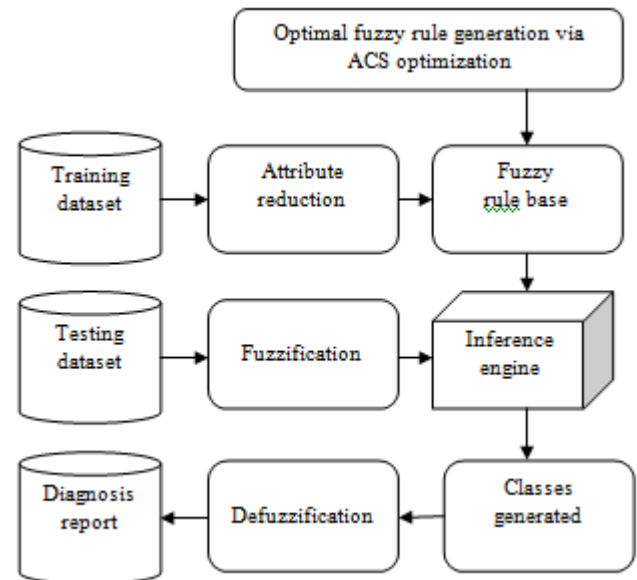 Optimal fuzzy rule generation via
ACS optimization
Training
dataset
Attribute
reduction
Fuzzy
rule base
Testing
dataset
Fuzzification
Inference
engine
Diagnosis
report
Defuzzification
Classes
generated